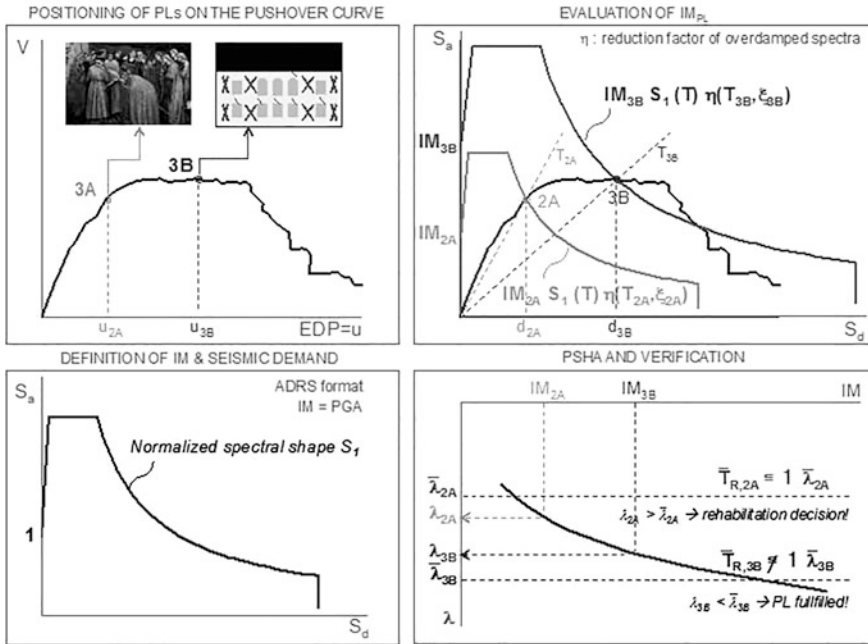 POSITIONING OF PLs ON THE PUSHOVER CURVE
V
3A
3B
u2A
u3B
EDP=u
EVALUATION OF IMPL
Sa
η : reduction factor of overdamped spectra
IM3B S1 (T) η(T3B,ξ3B)
IM3B
T2A
T3B
2A
3B
IM2A
IM2A S1 (T) η(T2A,ξ2A)
d2A
d3B
Sd
DEFINITION OF IM & SEISMIC DEMAND
Sa
ADRS format
IM = PGA
Normalized spectral shape S1
1
Sd
PSHA AND VERIFICATION
IM2A
IM3B
IM
λ̅2A
T̅R,2A = 1 λ̅2A
λ2A
λ2A > λ̅2A → rehabilitation decision!
λ3B
T̅R,3B ≠ 1 λ̅3B
λ̅3B
λ3B < λ̅3B → PL fullfilled!
λ